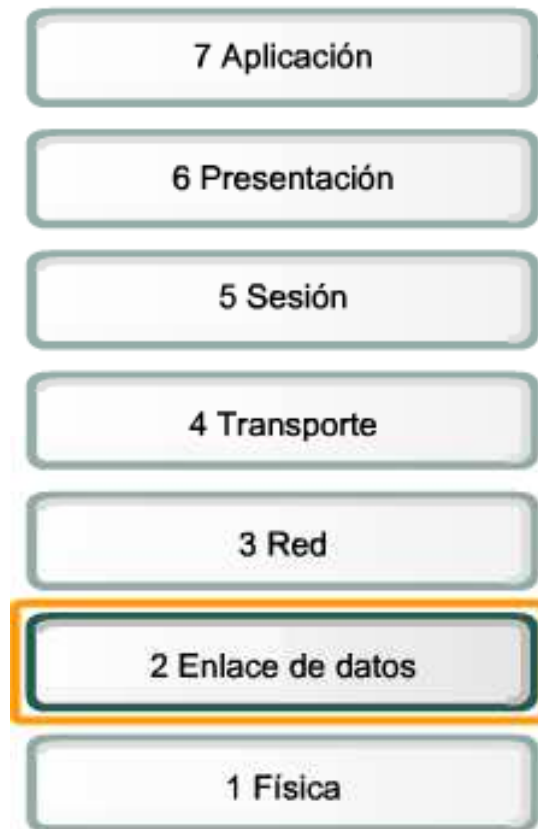 7 Aplicación
6 Presentación
5 Sesión
4 Transporte
3 Red
2 Enlace de datos
1 Física